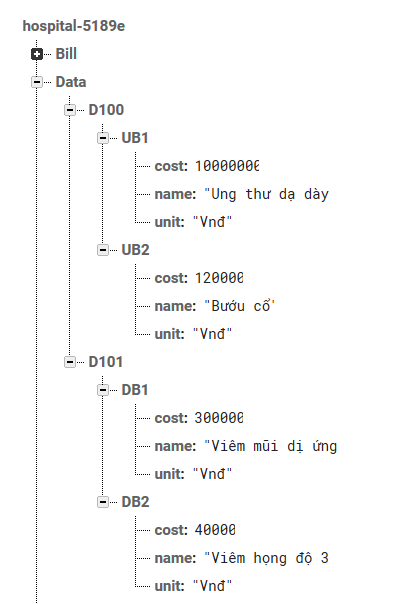 hospital-5189e
Bill
Data
D100
UB1
cost: 10000000
name: "Ung thư dạ dày
unit: "Vnđ"
UB2
cost: 120000
name: "Bướu cổ"
unit: "Vnđ"
D101
DB1
cost: 300000
name: "Viêm mũi dị ứng
unit: "Vnđ"
DB2
cost: 40000
name: "Viêm họng độ 3
unit: "Vnđ"